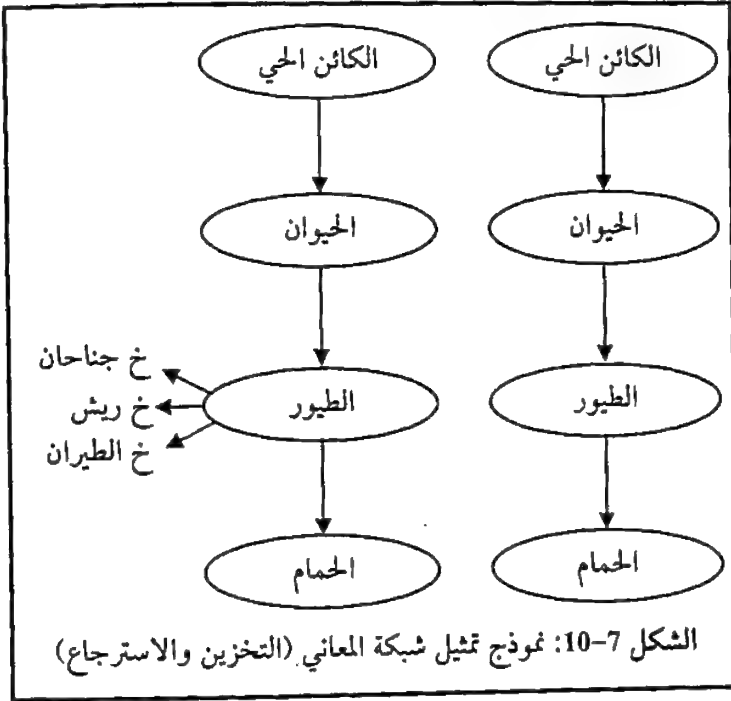 الكائن الحي
الكائن الحي
الحيوان
الحيوان
الطيور
الطيور
خ جناحان
خ ريش
خ الطيران
الحمام
الحمام
الشكل 7-10: نموذج تمثيل شبكة المعاني (التخزين والاسترجاع)